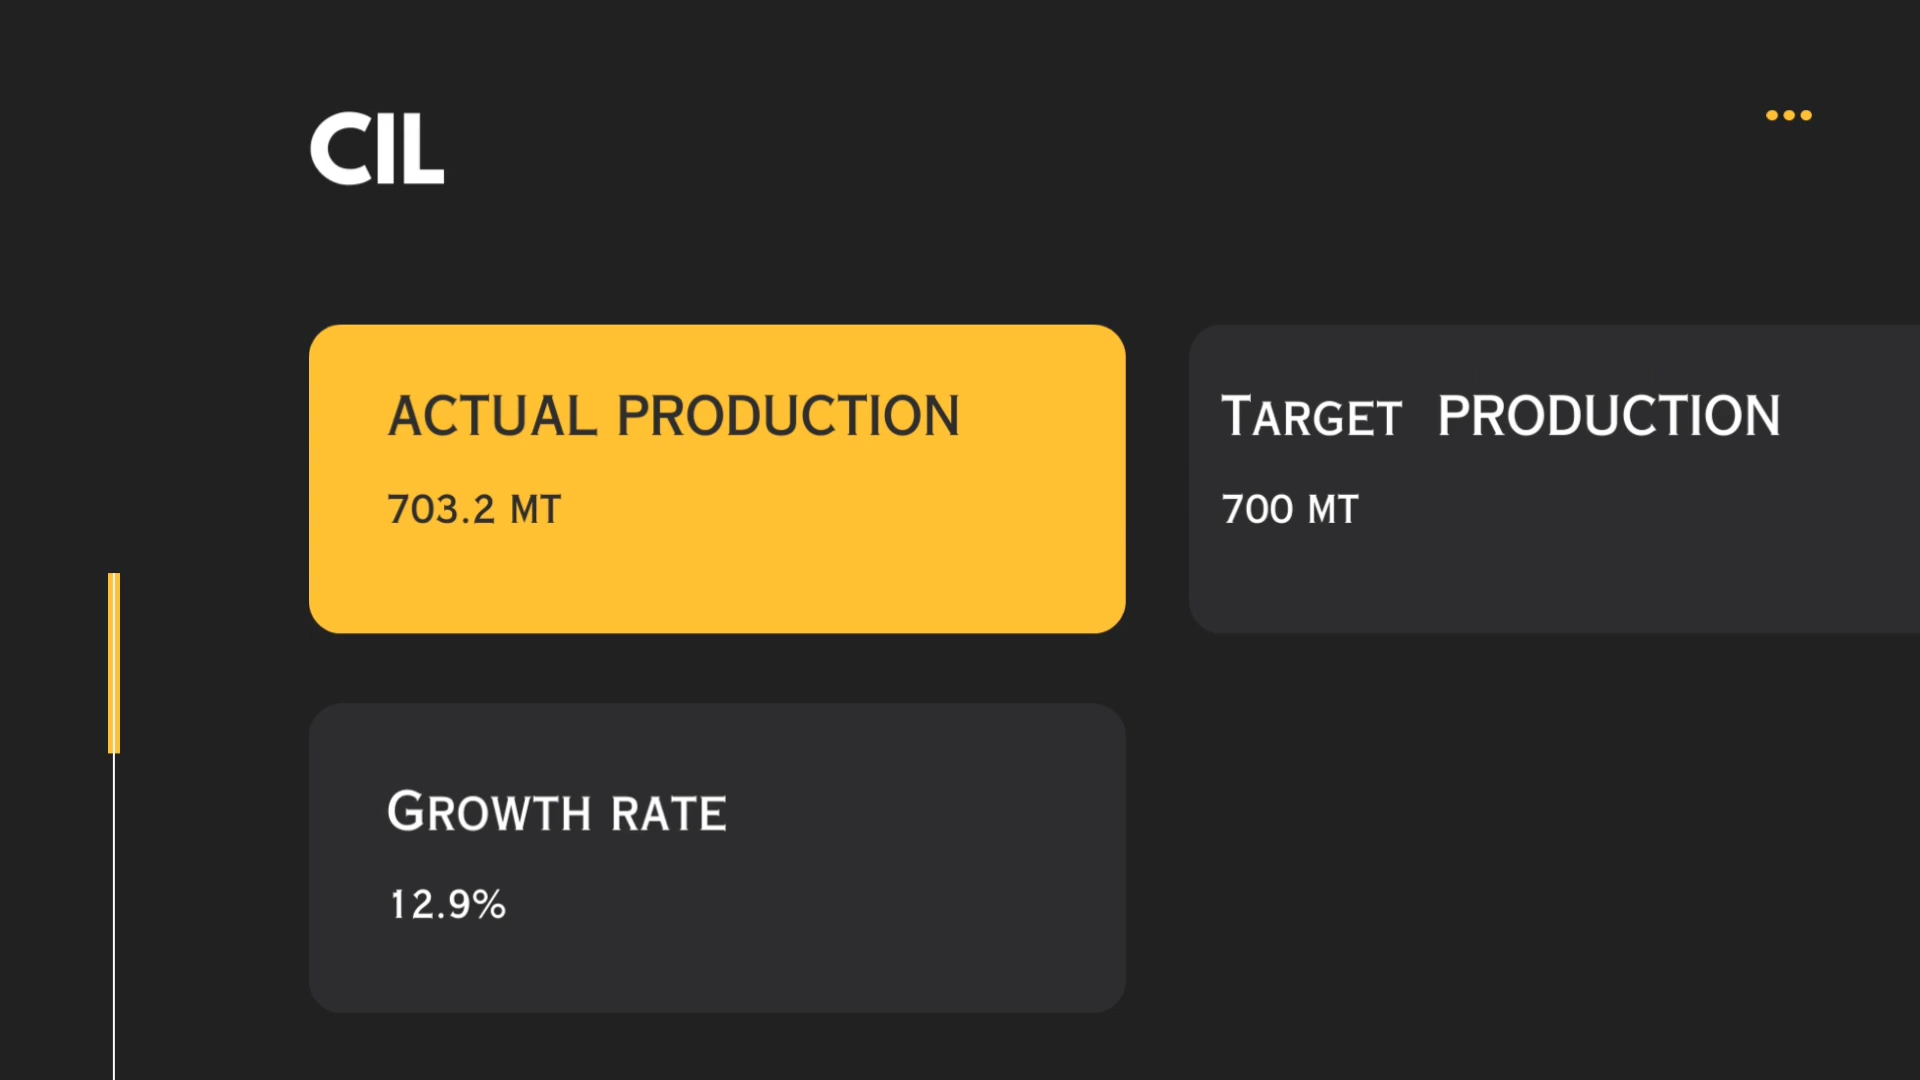 CIL
ACTUAL PRODUCTION
703.2 MT
Target PRODUCTION
700 MT
Growth rate
12.9%